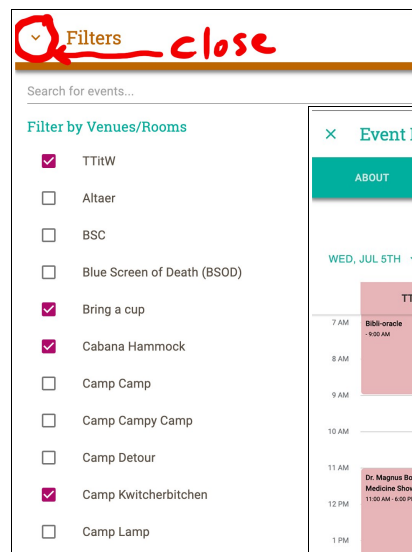 Filters close
Search for events...
Filter by Venues/Rooms
TTitW
Altaer
BSC
Blue Screen of Death (BSOD)
Bring a cup
Cabana Hammock
Camp Camp
Camp Campy Camp
Camp Detour
Camp Kwitcherbitchen
Camp Lamp
Event
ABOUT
WED, JUL 5TH
7 AM
Bibli-oracle
- 9:00 AM
8 AM
9 AM
10 AM
11 AM
Dr. Magnus
Medicine
11:00 AM - 6:00
12 PM
1 PM